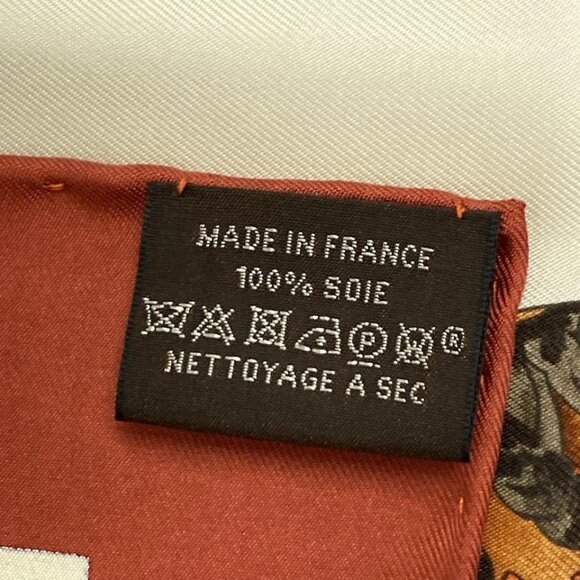 MADE IN FRANCE
100% SOIE
P W ®
NETTOYAGE A SEC